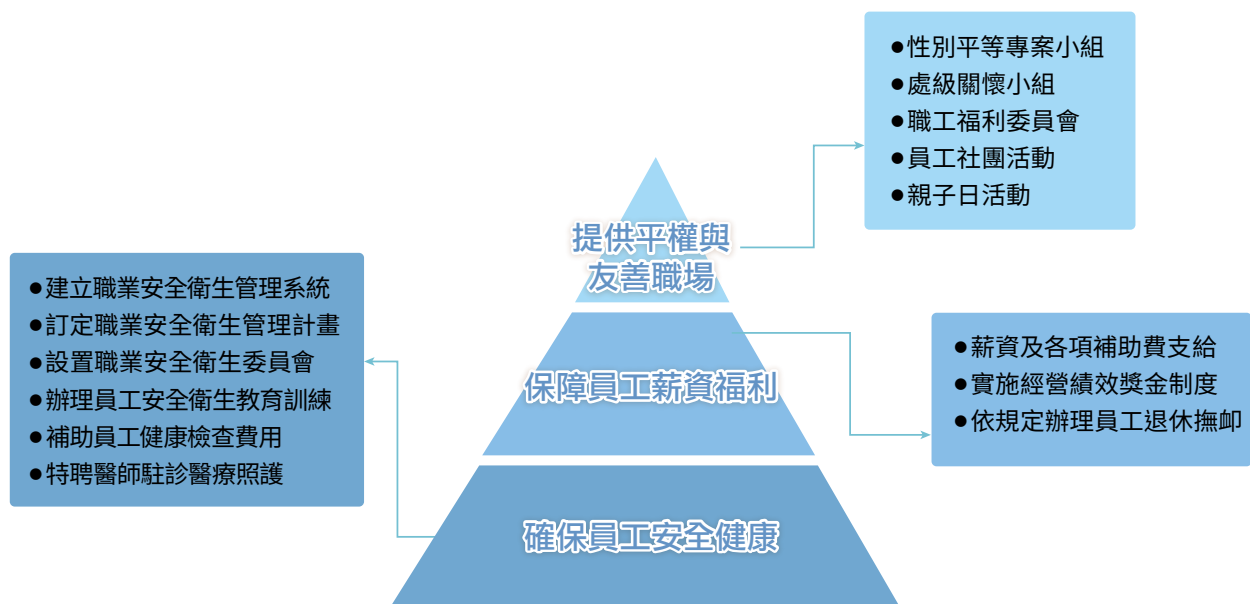 ●性別平等專案小組
●處級關懷小組
●職工福利委員會
●員工社團活動
●親子日活動
提供平權與
友善職場
●建立職業安全衛生管理系統
●訂定職業安全衛生管理計畫
●設置職業安全衛生委員會
●辦理員工安全衛生教育訓練
●補助員工健康檢查費用
●特聘醫師駐診醫療照護
保障員工薪資福利
●薪資及各項補助費支給
●實施經營績效獎金制度
●依規定辦理員工退休撫卹
確保員工安全健康